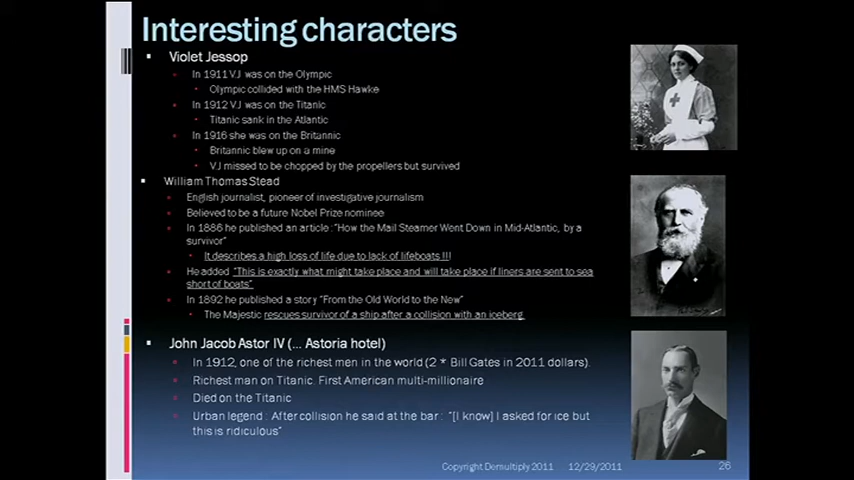 Interesting characters
Violet Jessop
In 1911 V.J was on the Olympic
Olympic collided with the HMS Hawke
In 1912 V.J was on the Titanic
Titanic sank in the Atlantic
In 1916 she was on the Britannic
Britannic blew up on a mine
V.J missed to be chopped by the propellers but survived
William Thomas Stead
English journalist, pioneer of investigative journalism
Believed to be a future Nobel Prize nominee
In 1886 he published an article : "How the Mail Steamer Went Down in Mid-Atlantic, by a
survivor"
It describes a high loss of life due to lack of lifeboats !!!
He added "This is exactly what might take place and will take place if liners are sent to sea
short of boats"
In 1892 he published a story "From the Old World to the New"
The Majestic rescues survivor of a ship after a collision with an iceberg.
John Jacob Astor IV (... Astoria hotel)
In 1912, one of the richest men in the world (2 * Bill Gates in 2011 dollars).
Richest man on Titanic. First American multi-millionaire
Died on the Titanic
Urban legend : After collision he said at the bar : "[I know] I asked for ice but
this is ridiculous"
Copyright Demultiply 2011 12/29/2011 26